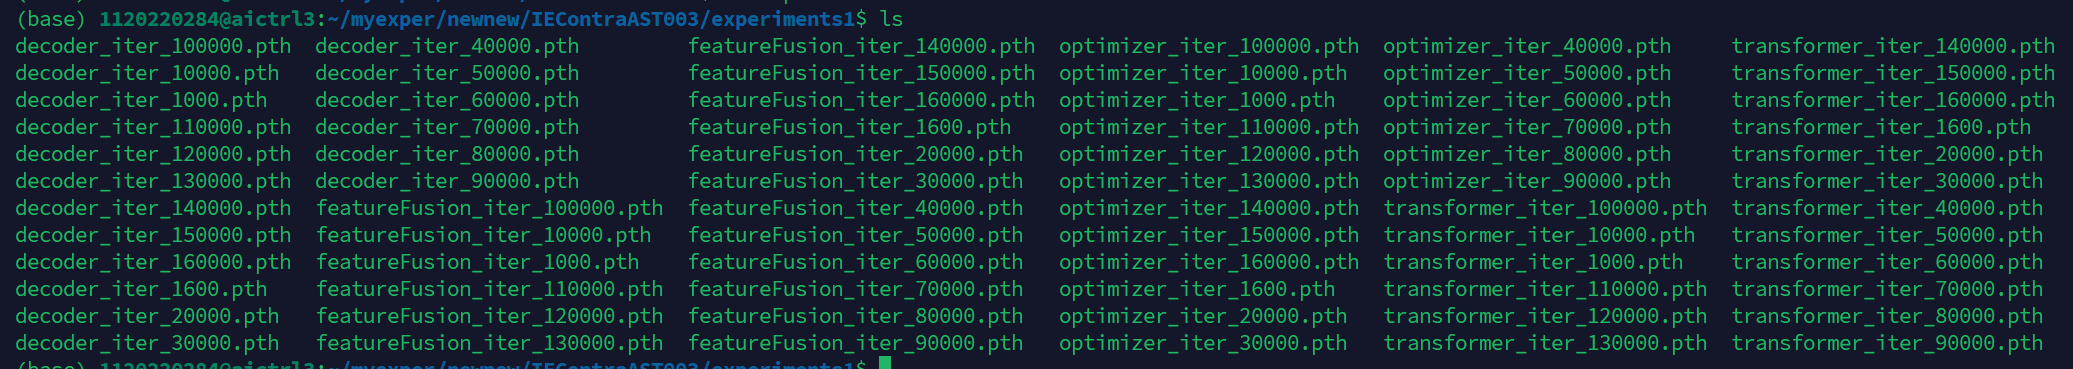 (base) 1120220284@aictrl3:~/myexper/newnew/IEContraAST003/experiments1$ ls
decoder_iter_100000.pth  decoder_iter_40000.pth         featureFusion_iter_140000.pth  optimizer_iter_100000.pth  optimizer_iter_40000.pth       transformer_iter_140000.pth
decoder_iter_10000.pth   decoder_iter_50000.pth         featureFusion_iter_150000.pth  optimizer_iter_10000.pth   optimizer_iter_50000.pth       transformer_iter_150000.pth
decoder_iter_1000.pth    decoder_iter_60000.pth         featureFusion_iter_160000.pth  optimizer_iter_1000.pth    optimizer_iter_60000.pth       transformer_iter_160000.pth
decoder_iter_110000.pth  decoder_iter_70000.pth         featureFusion_iter_1600.pth    optimizer_iter_110000.pth  optimizer_iter_70000.pth       transformer_iter_1600.pth
decoder_iter_120000.pth  decoder_iter_80000.pth         featureFusion_iter_20000.pth   optimizer_iter_120000.pth  optimizer_iter_80000.pth       transformer_iter_20000.pth
decoder_iter_130000.pth  decoder_iter_90000.pth         featureFusion_iter_30000.pth   optimizer_iter_130000.pth  optimizer_iter_90000.pth       transformer_iter_30000.pth
decoder_iter_140000.pth  featureFusion_iter_100000.pth  featureFusion_iter_40000.pth   optimizer_iter_140000.pth  transformer_iter_100000.pth    transformer_iter_40000.pth
decoder_iter_150000.pth  featureFusion_iter_10000.pth   featureFusion_iter_50000.pth   optimizer_iter_150000.pth  transformer_iter_10000.pth     transformer_iter_50000.pth
decoder_iter_160000.pth  featureFusion_iter_1000.pth    featureFusion_iter_60000.pth   optimizer_iter_160000.pth  transformer_iter_1000.pth      transformer_iter_60000.pth
decoder_iter_1600.pth    featureFusion_iter_110000.pth  featureFusion_iter_70000.pth   optimizer_iter_1600.pth    transformer_iter_110000.pth    transformer_iter_70000.pth
decoder_iter_20000.pth   featureFusion_iter_120000.pth  featureFusion_iter_80000.pth   optimizer_iter_20000.pth   transformer_iter_120000.pth    transformer_iter_80000.pth
decoder_iter_30000.pth   featureFusion_iter_130000.pth  featureFusion_iter_90000.pth   optimizer_iter_30000.pth   transformer_iter_130000.pth    transformer_iter_90000.pth
(base) 1120220284@aictrl3:~/myexper/newnew/IEContraAST003/experiments1$